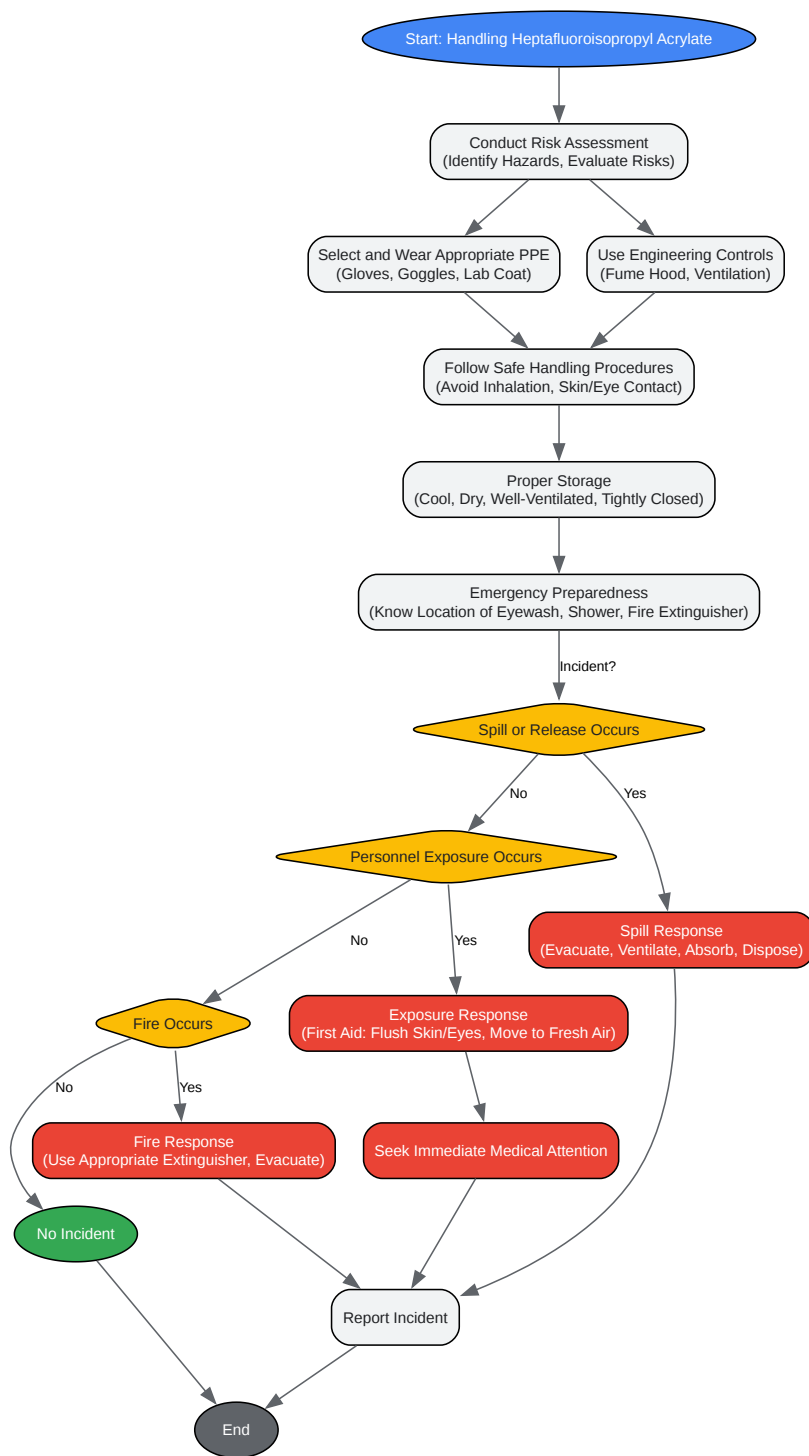 Start: Handling Heptafluoroisopropyl Acrylate
Conduct Risk Assessment
(Identify Hazards, Evaluate Risks)
Select and Wear Appropriate PPE
(Gloves, Goggles, Lab Coat)
Use Engineering Controls
(Fume Hood, Ventilation)
Follow Safe Handling Procedures
(Avoid Inhalation, Skin/Eye Contact)
Proper Storage
(Cool, Dry, Well-Ventilated, Tightly Closed)
Emergency Preparedness
(Know Location of Eyewash, Shower, Fire Extinguisher)
Incident?
Spill or Release Occurs
No
Yes
Personnel Exposure Occurs
Spill Response
(Evacuate, Ventilate, Absorb, Dispose)
No
Yes
Fire Occurs
Exposure Response
(First Aid: Flush Skin/Eyes, Move to Fresh Air)
No
Yes
Fire Response
(Use Appropriate Extinguisher, Evacuate)
Seek Immediate Medical Attention
No Incident
Report Incident
End